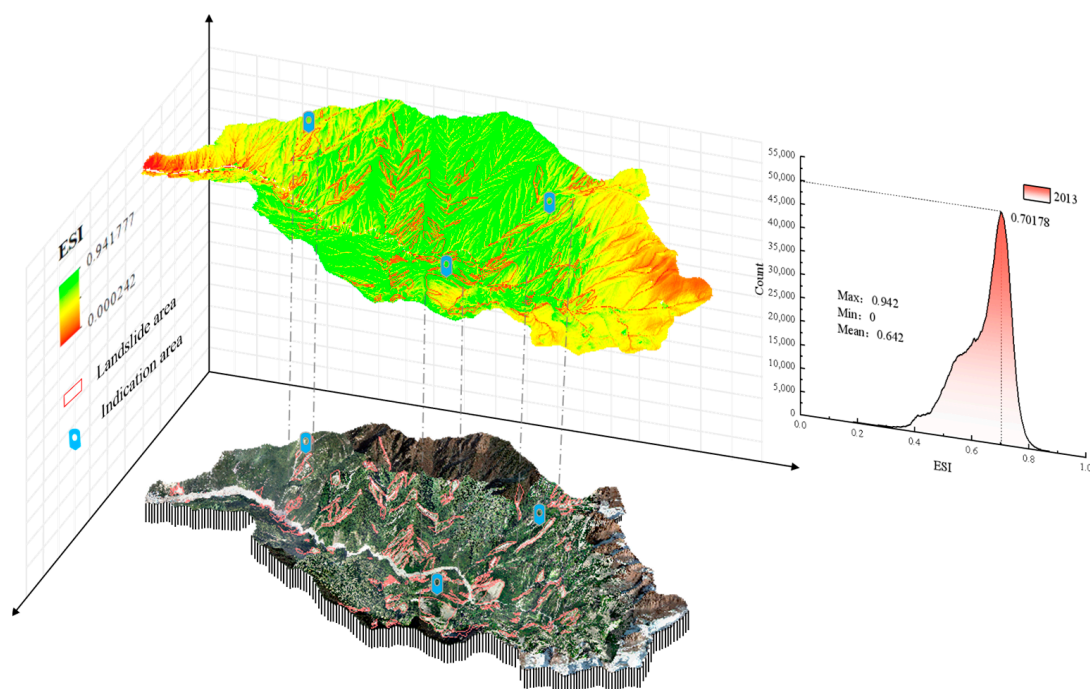 ESI
0.941777
0.000242
Landslide area
Indication area
55,000
50,000
45,000
40,000
35,000
30,000
25,000
20,000
15,000
10,000
5,000
0
Count
2013
0.70178
Max: 0.942
Min: 0
Mean: 0.642
0.0
0.2
0.4
0.6
0.8
1.0
ESI